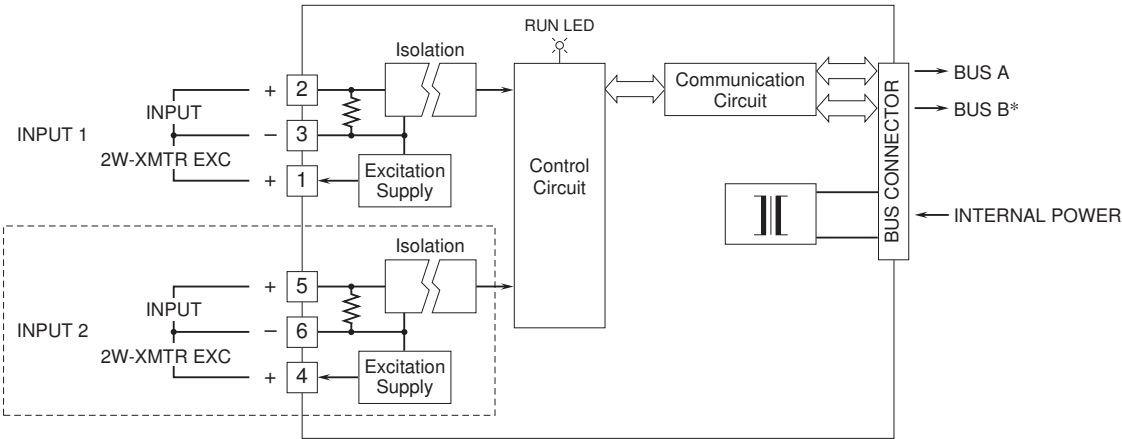 RUN LED
Isolation
INPUT 1
INPUT
+ 2
− 3
2W-XMTR EXC
+ 1
Excitation
Supply
Control
Circuit
Communication
Circuit
BUS CONNECTOR
BUS A
BUS B*
INTERNAL POWER
Isolation
INPUT 2
INPUT
+ 5
− 6
2W-XMTR EXC
+ 4
Excitation
Supply